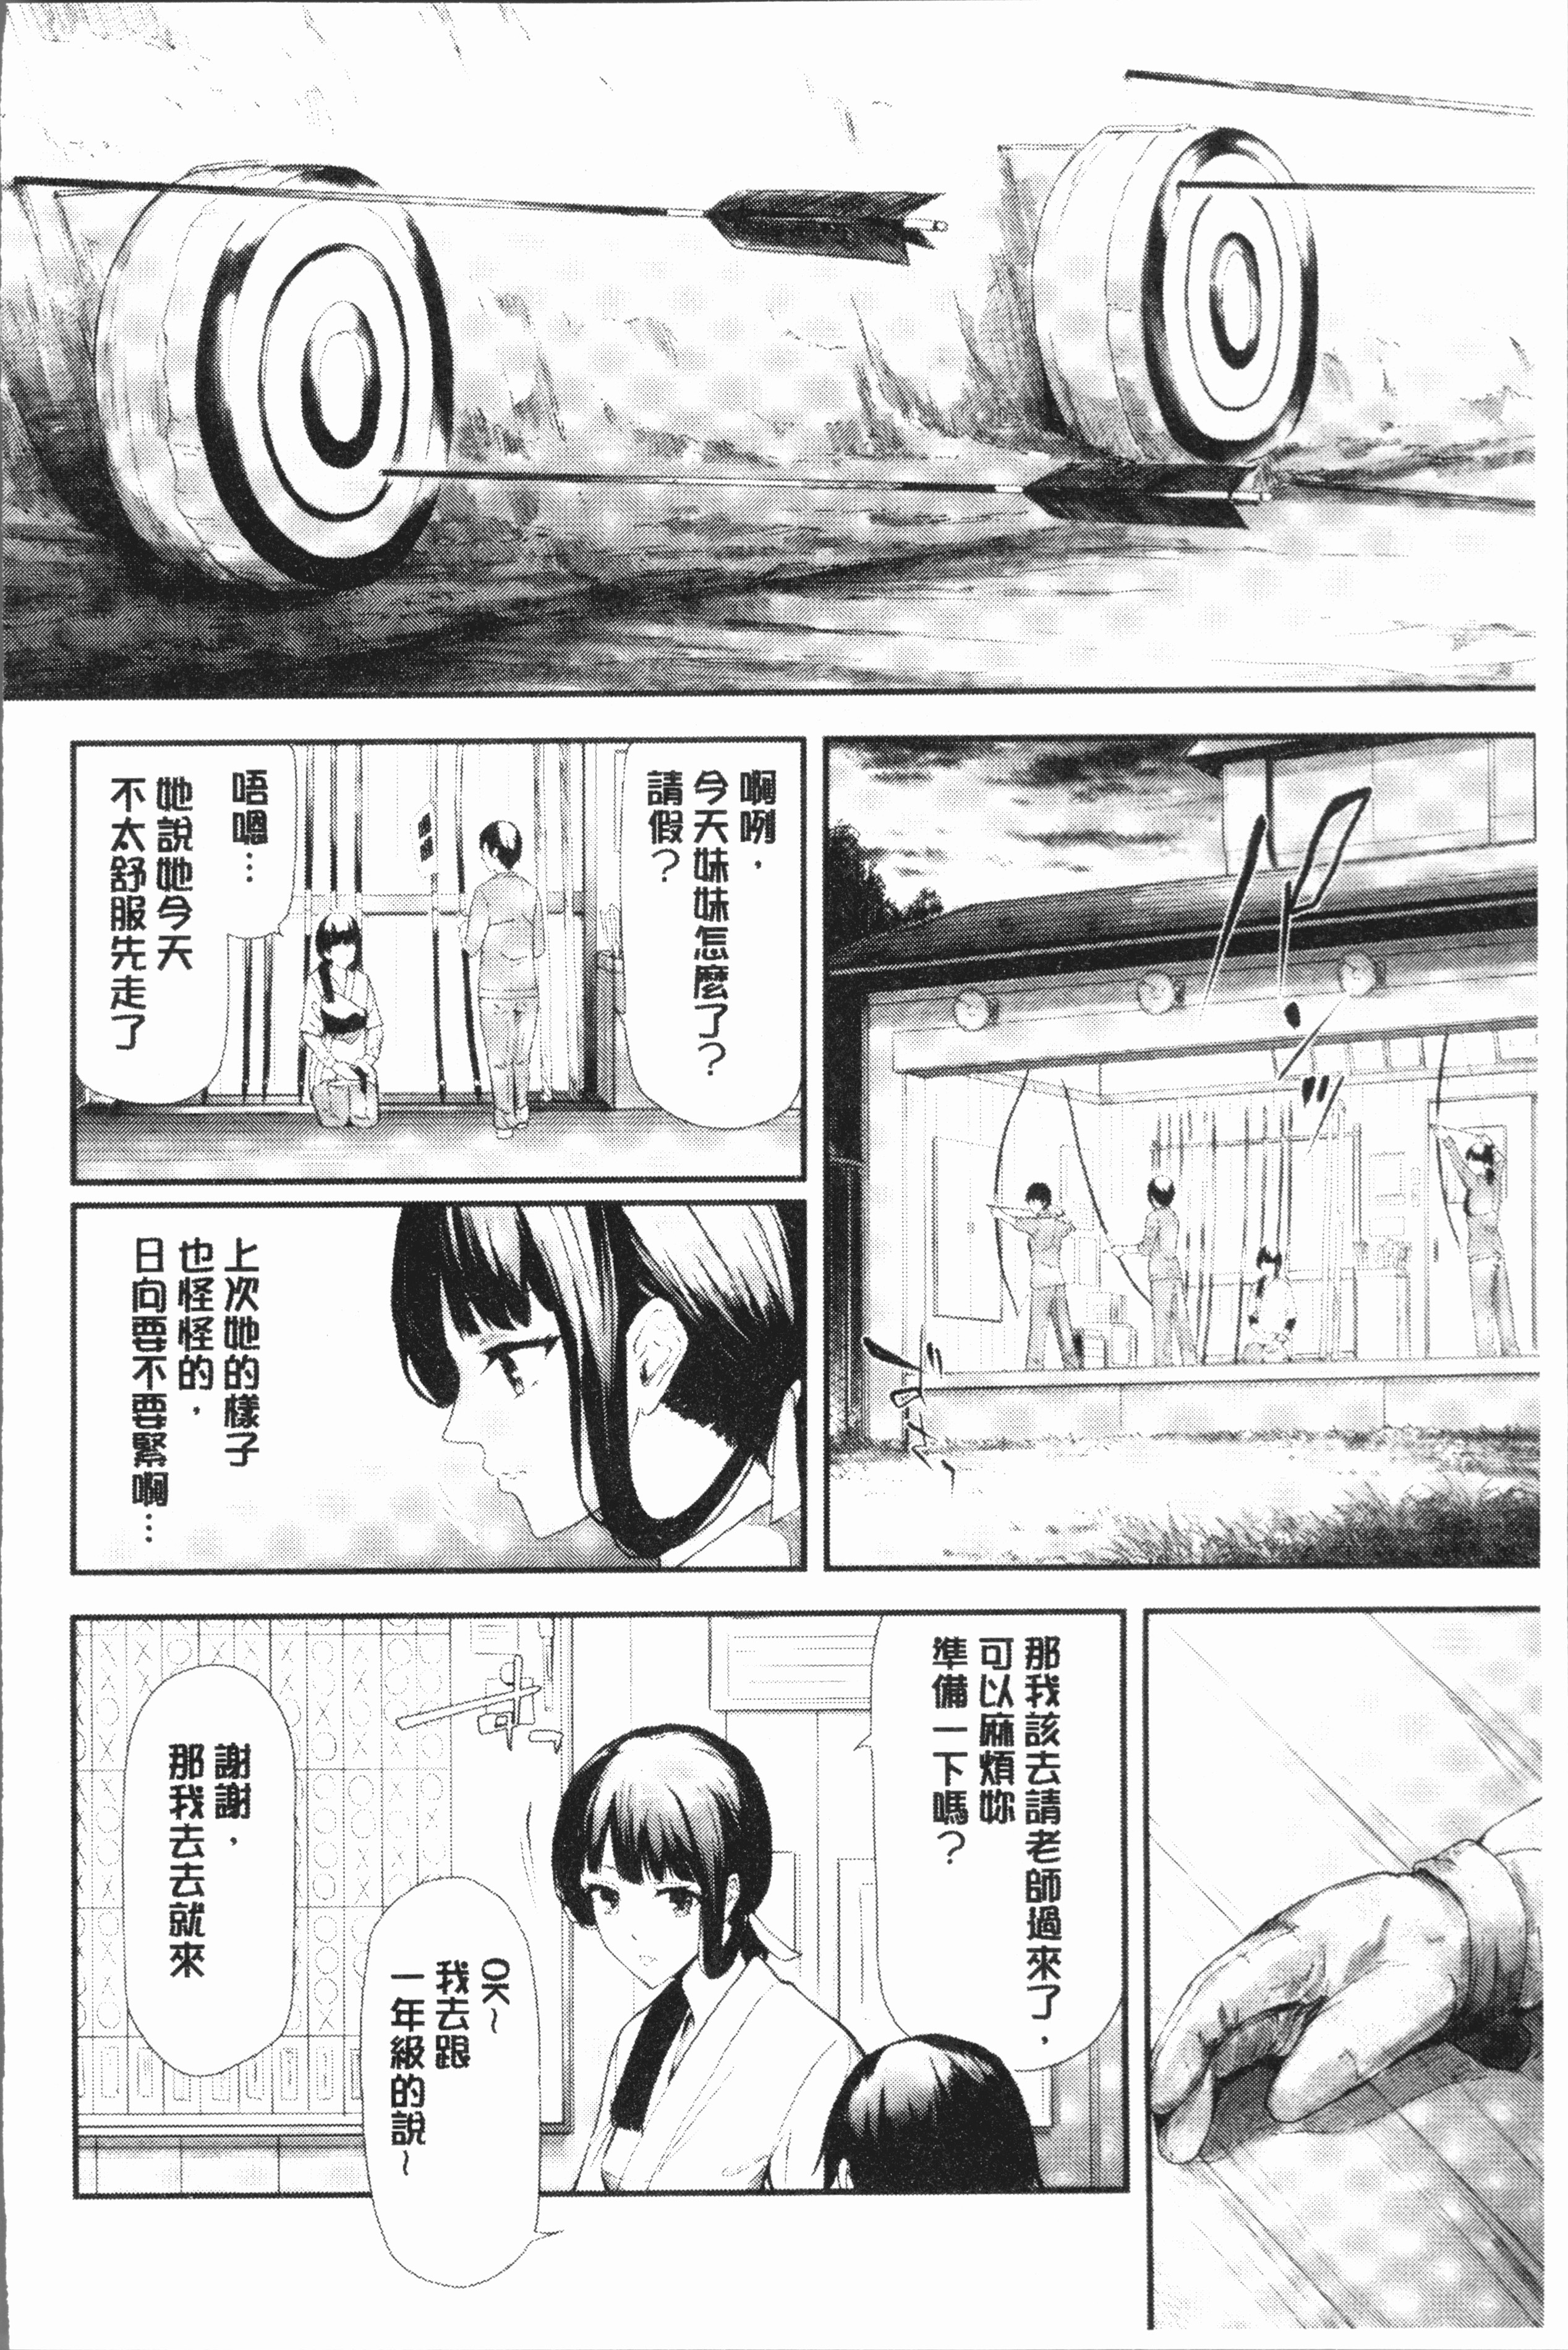 啊咧，
今天妹妹怎麼了？
請假？
唔嗯…
她說她今天
不太舒服先走了
上次她的樣子
也怪怪的，
日向要不要緊啊…
那我該去請老師過來了，
可以麻煩妳
準備一下嗎？
OK~
我去跟
一年級的說~
謝謝，
那我去去就來